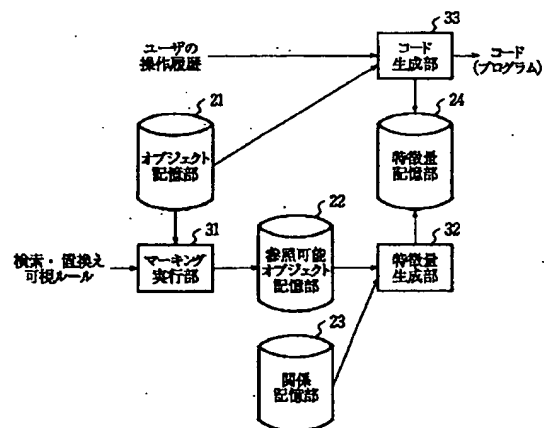 33
ユーザの
操作履歴
コード
生成部
コード
(プログラム)
21
24
オブジェクト
記憶部
特徴量
記憶部
31
22
32
検索・置換え
可視ルール
マーキング
実行部
参照可能
オブジェクト
記憶部
特徴量
生成部
23
関係
記憶部